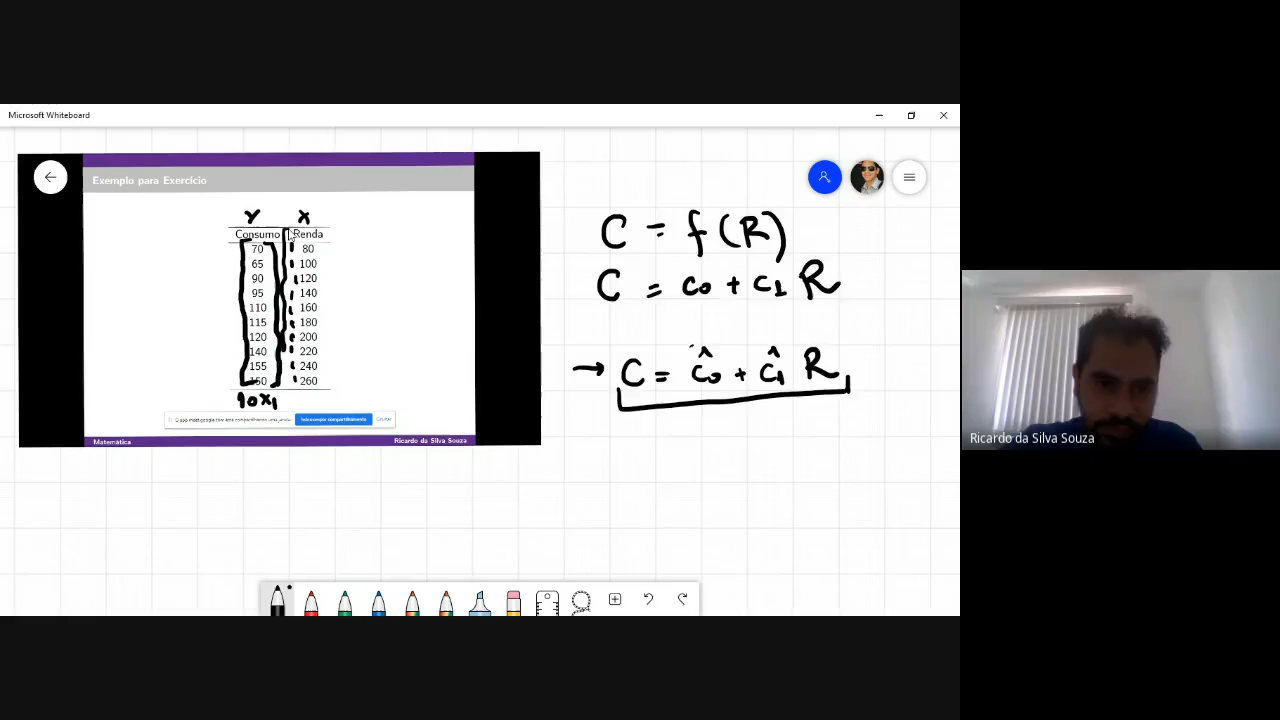 Microsoft Whiteboard
Exemplo para Exercício
Y X
Consumo Renda
70 80
65 100
90 120
95 140
110 160
115 180
120 200
140 220
155 240
150 260
10x1
Matemática Ricardo da Silva Souza
C = f(R)
C = c0 + c1 R
→ C = ĉ0 + ĉ1 R
Ricardo da Silva Souza